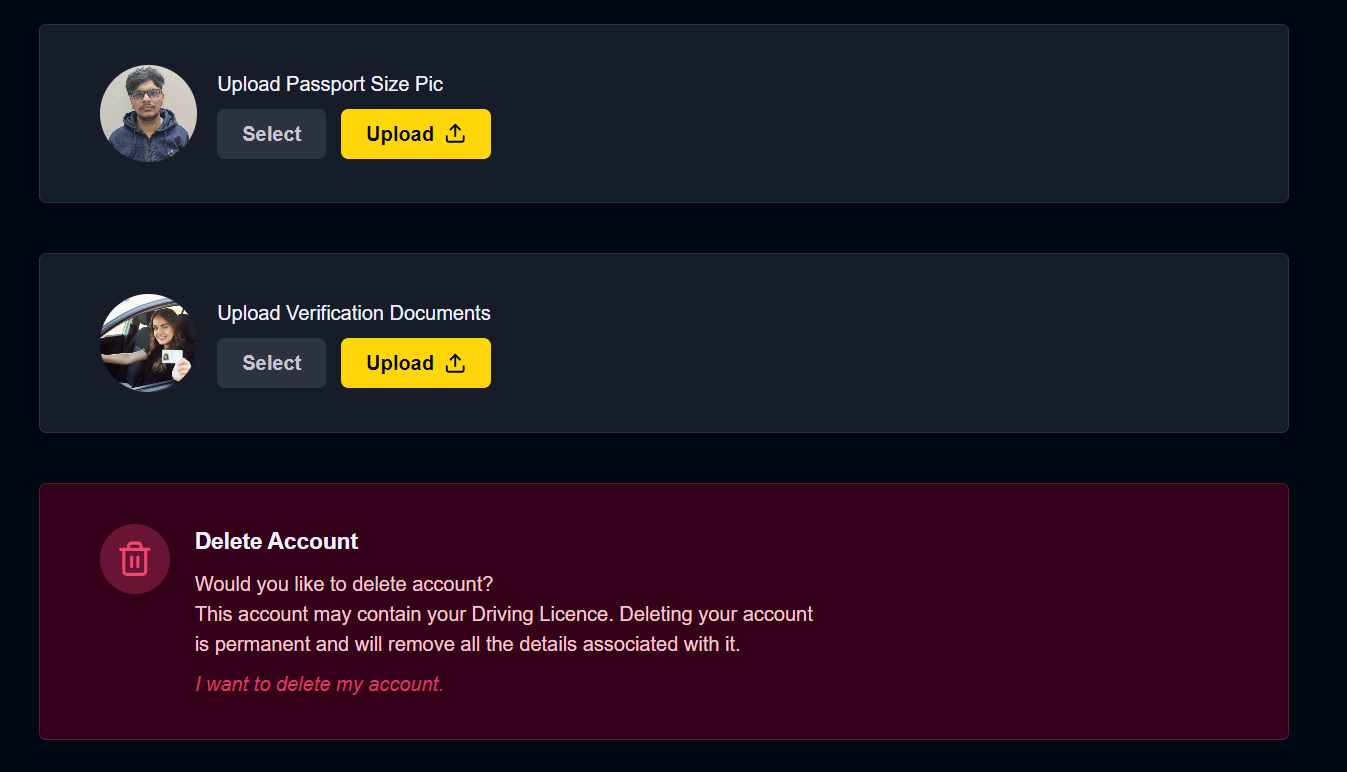 Upload Passport Size Pic
Select
Upload
Upload Verification Documents
Select
Upload
Delete Account
Would you like to delete account?
This account may contain your Driving Licence. Deleting your account
is permanent and will remove all the details associated with it.
I want to delete my account.